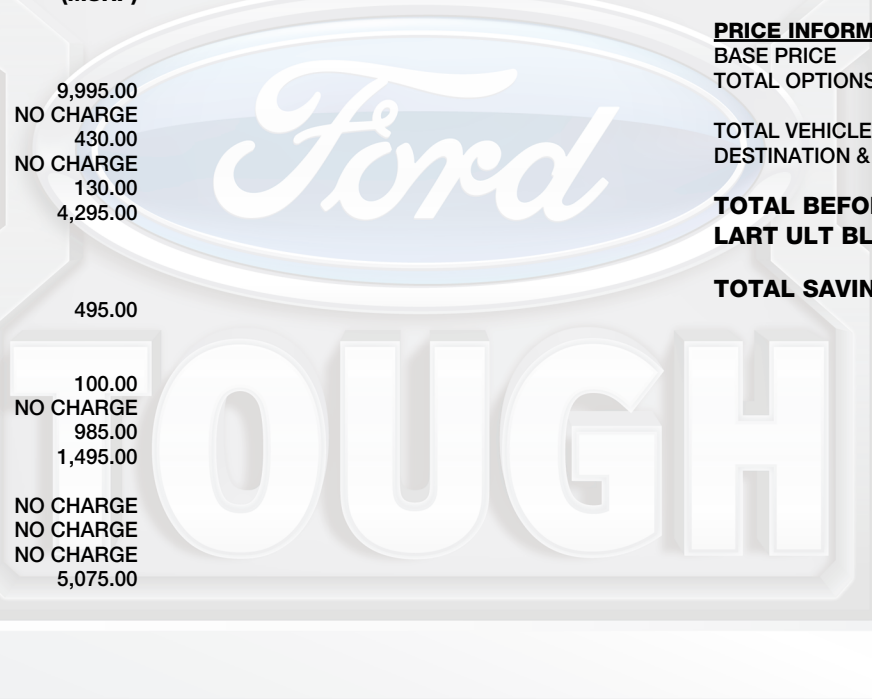 9,995.00
NO CHARGE
430.00
NO CHARGE
130.00
4,295.00
495.00
100.00
NO CHARGE
985.00
1,495.00
NO CHARGE
NO CHARGE
NO CHARGE
5,075.00
PRICE INFORM
BASE PRICE
TOTAL OPTIONS
TOTAL VEHICLE
DESTINATION &
TOTAL BEFO
LART ULT BL
TOTAL SAVIN
Ford
TOUGH